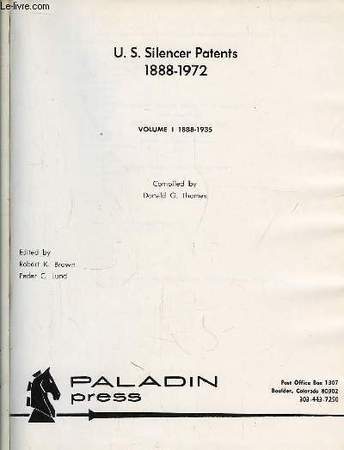 Le-livre.com
U. S. Silencer Patents
1888-1972
VOLUME I 1888-1935
Compiled by
Donald G. Thomas
Edited by
Robert K. Brown
Peder C. Lund
PALADIN
press
Post Office Box 1307
Boulder, Colorado 80302
303-443-7250